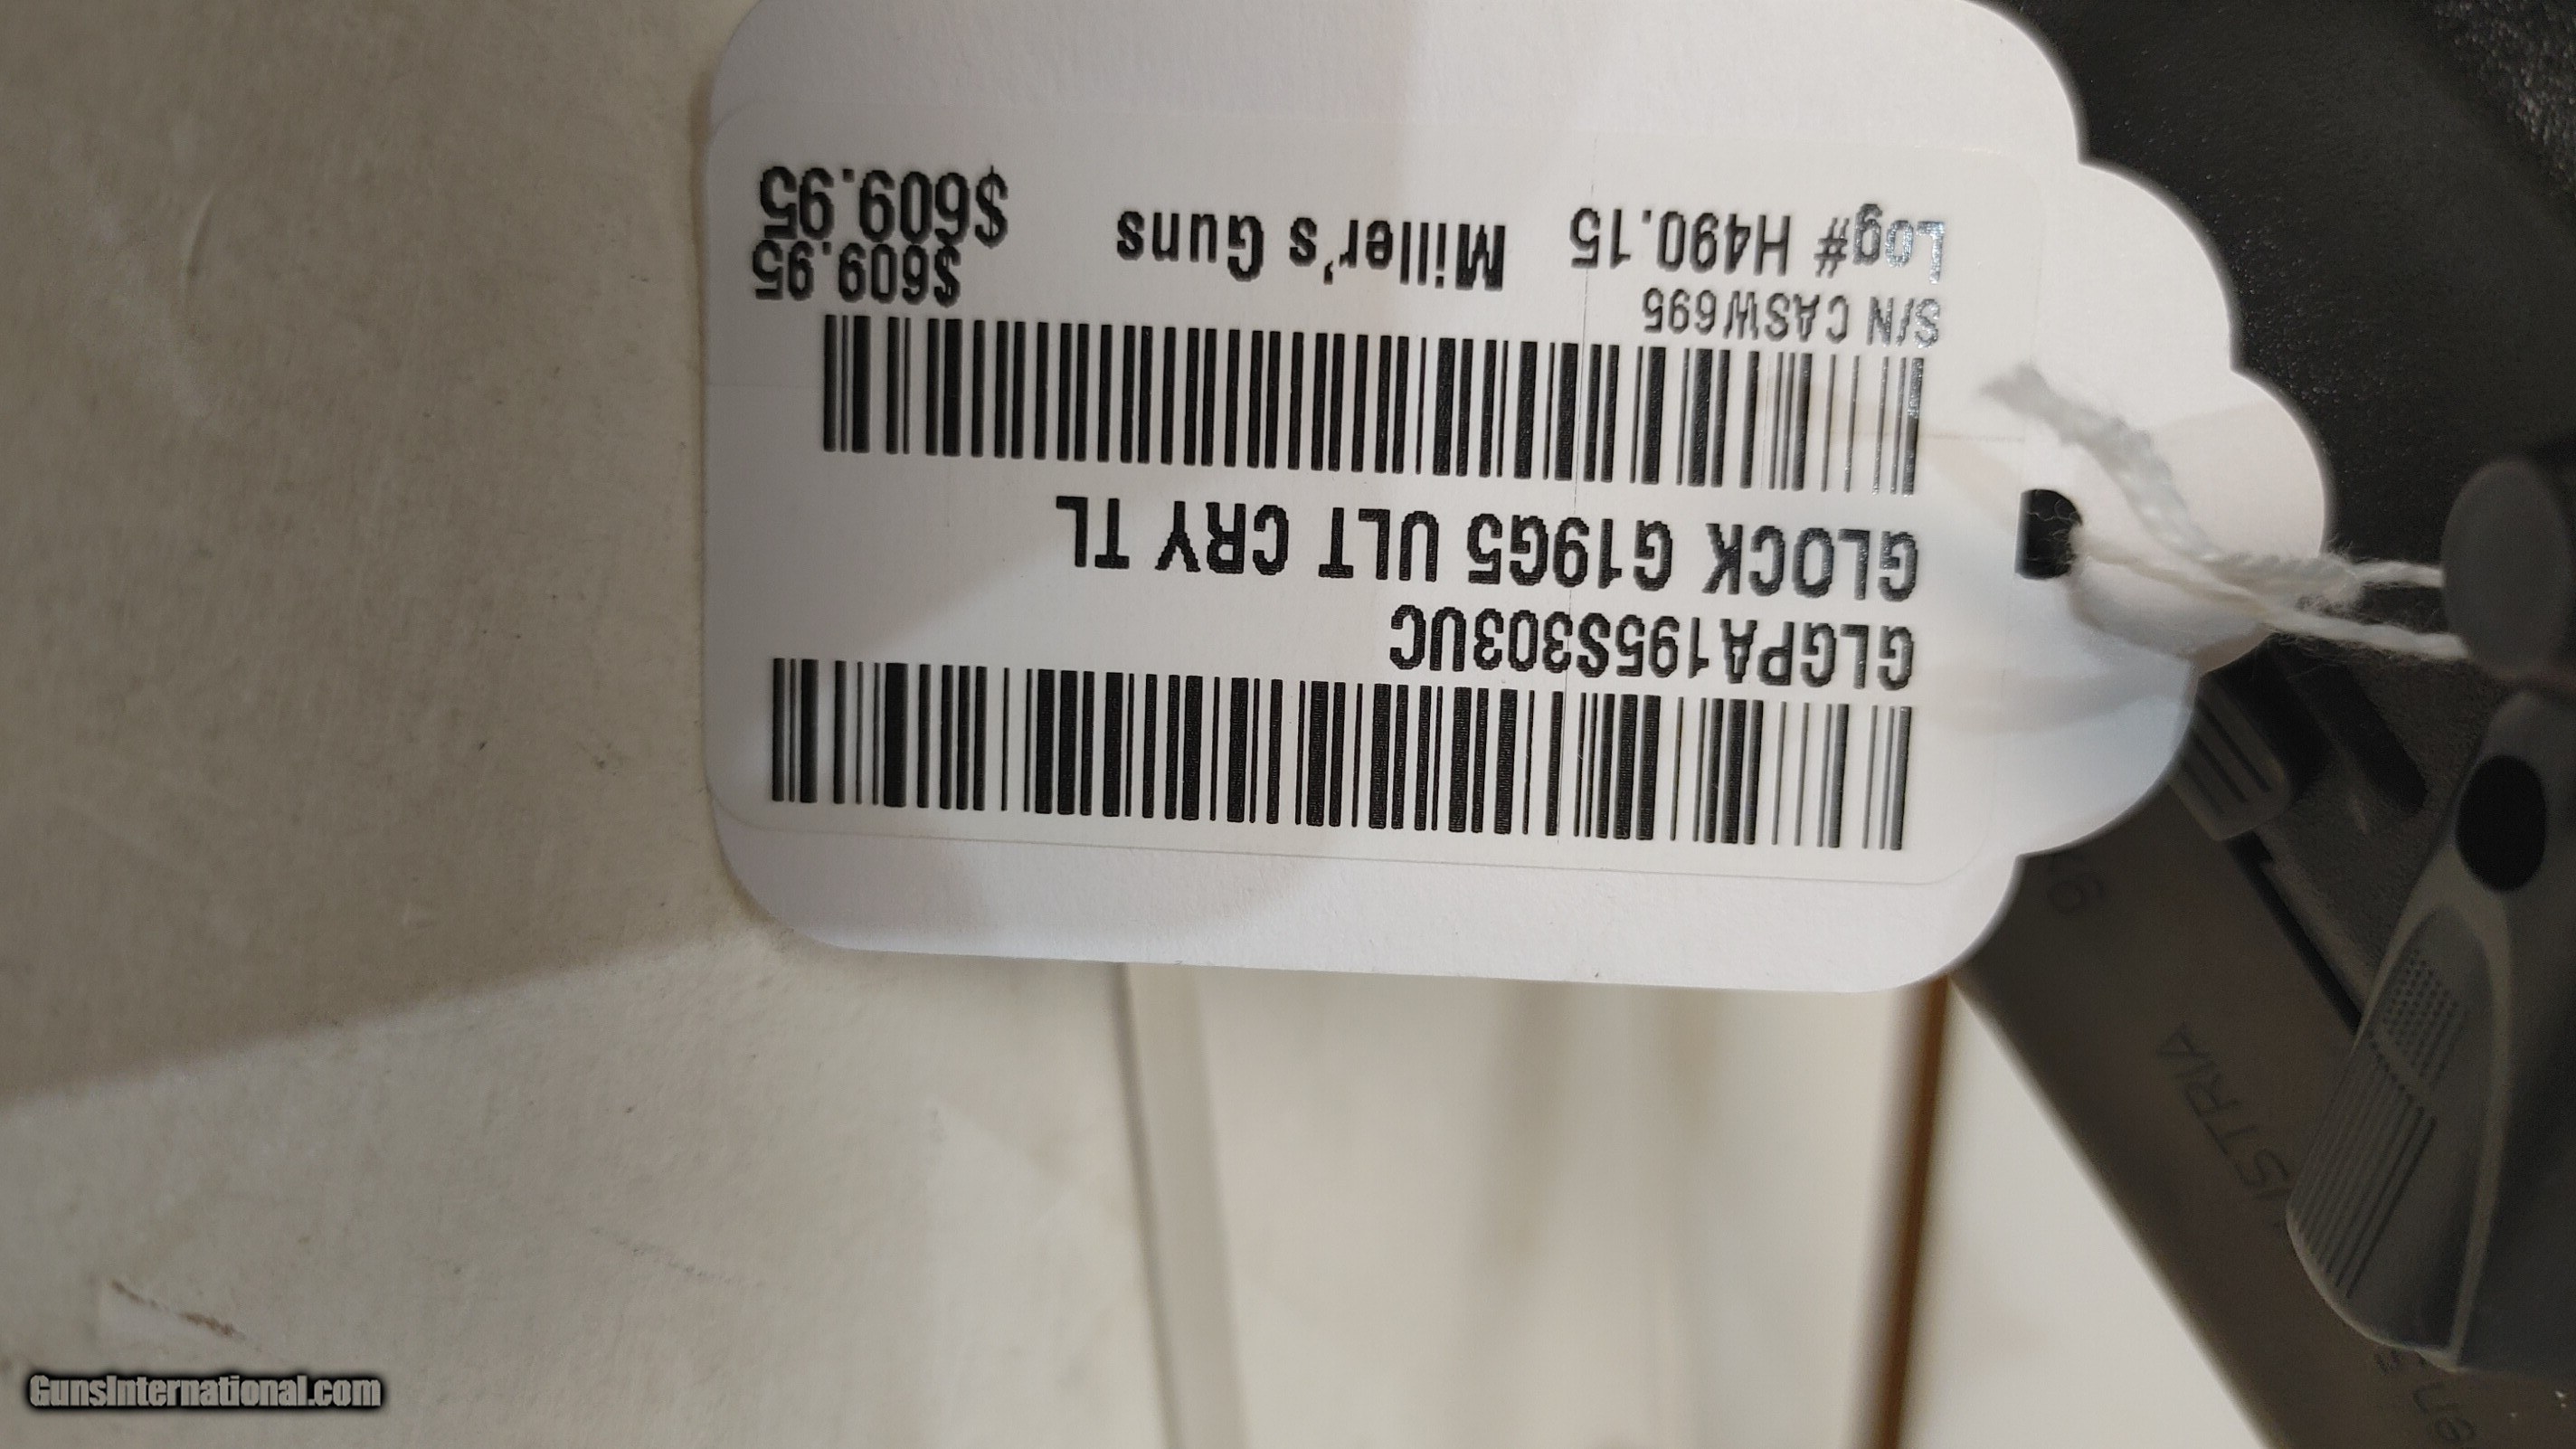 GLGPA195S303UC
GLOCK G19G5 ULT CRY TL
S/N CASW695
$609.95
Log# H490.15
Miller's Guns
$609.95
GunsInternational.com